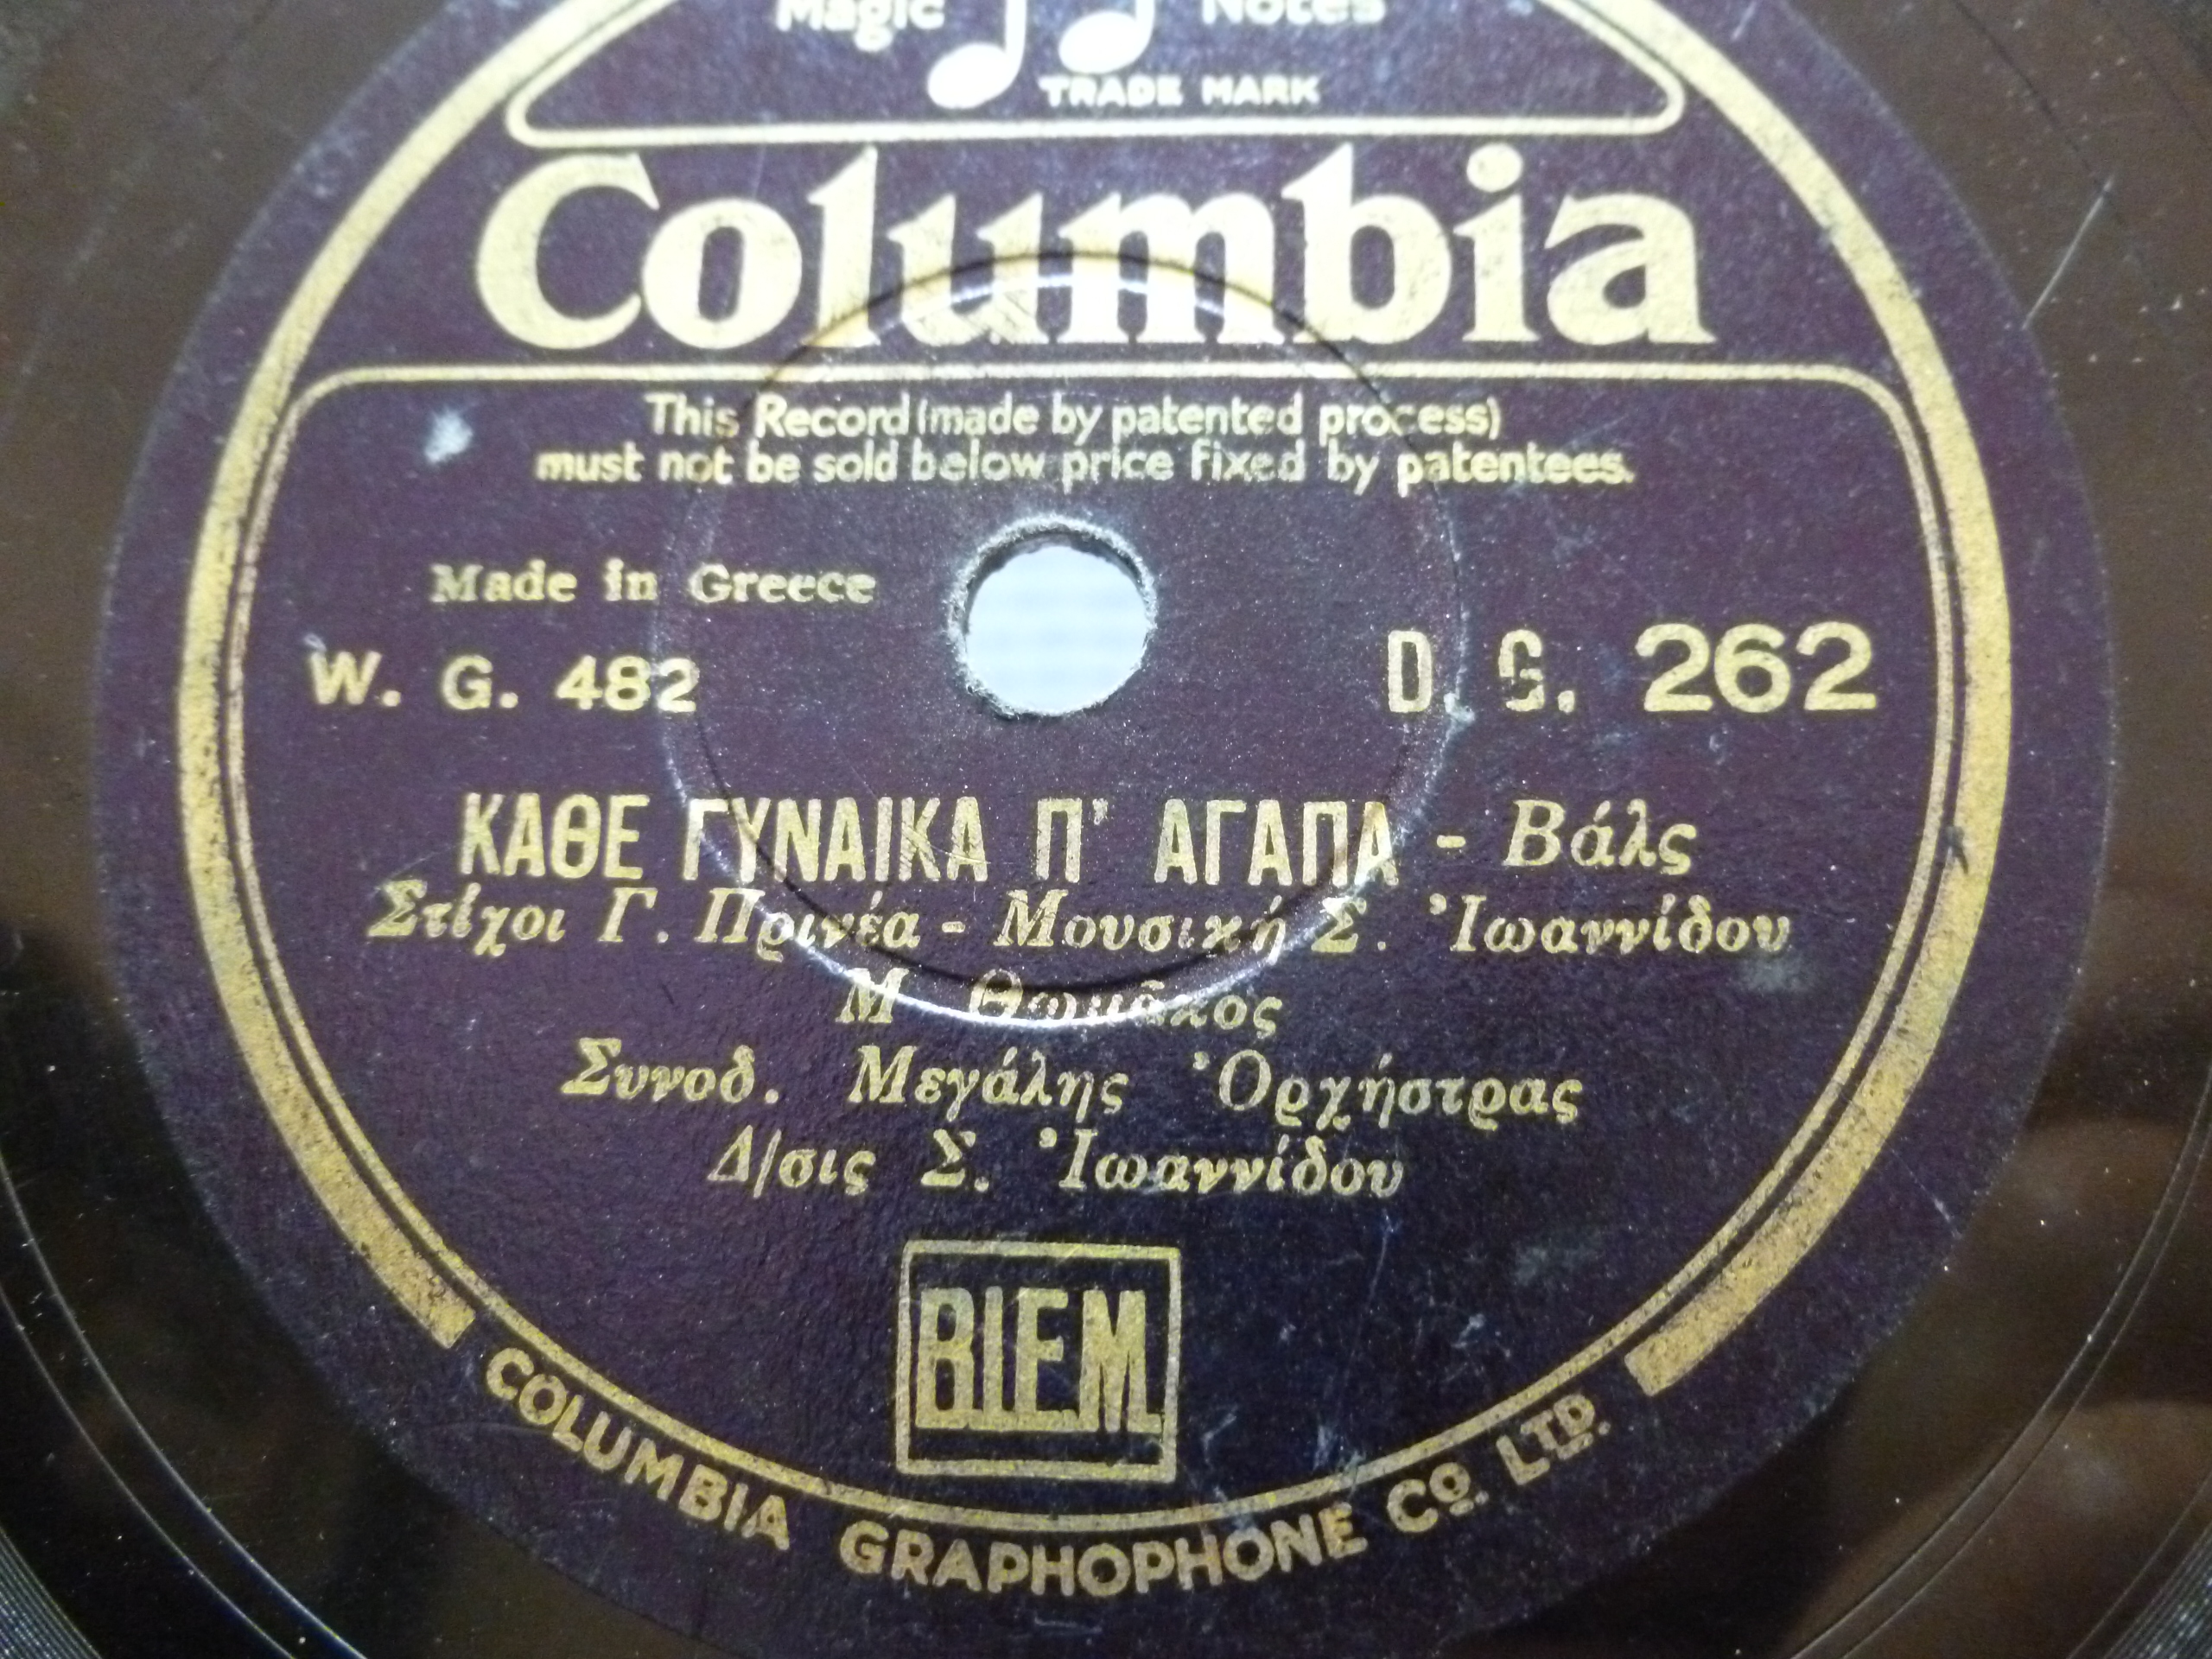 Magic Notes
TRADE MARK
Columbia
This Record (made by patented process)
must not be sold below price fixed by patentees.
Made in Greece
W. G. 482
D. G. 262
ΚΑΘΕ ΓΥΝΑΙΚΑ Π' ΑΓΑΠΑ - Βάλς
Στίχοι Γ. Πρινέα - Μουσική Σ. Ἰωαννίδου
Μ Θωμᾶκος
Συνοδ. Μεγάλης Ὀρχήστρας
Δ/σις Σ. Ἰωαννίδου
BIEM
COLUMBIA GRAPHOPHONE CO. LTD.